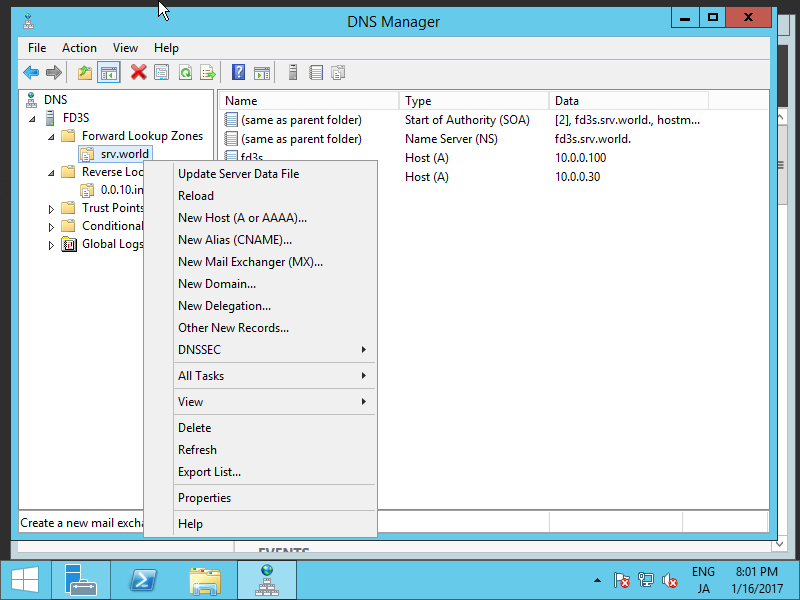 DNS Manager
File Action View Help
DNS
FD3S
Forward Lookup Zones
srv.world
Reverse Loo
0.0.10.in
Trust Points
Conditional
Global Logs
Name Type Data
(same as parent folder) Start of Authority (SOA) [2], fd3s.srv.world., hostm...
(same as parent folder) Name Server (NS) fd3s.srv.world.
fd3s Host (A) 10.0.0.100
Host (A) 10.0.0.30
Update Server Data File
Reload
New Host (A or AAAA)...
New Alias (CNAME)...
New Mail Exchanger (MX)...
New Domain...
New Delegation...
Other New Records...
DNSSEC
All Tasks
View
Delete
Refresh
Export List...
Properties
Help
Create a new mail excha
EVENTS
ENG 8:01 PM
JA 1/16/2017